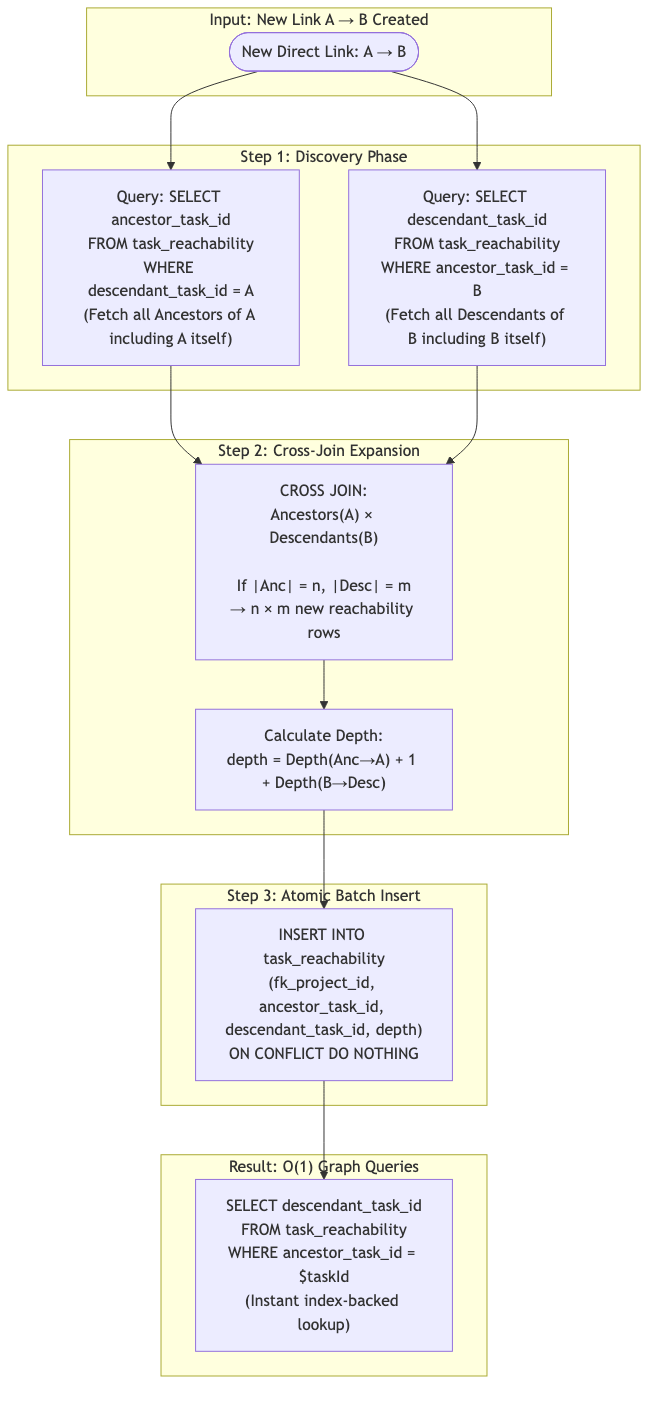 Input: New Link A → B Created
New Direct Link: A → B
Step 1: Discovery Phase
Query: SELECT
ancestor_task_id
FROM task_reachability
WHERE
descendant_task_id = A
(Fetch all Ancestors of A
including A itself)
Query: SELECT
descendant_task_id
FROM task_reachability
WHERE ancestor_task_id =
B
(Fetch all Descendants of
B including B itself)
Step 2: Cross-Join Expansion
CROSS JOIN:
Ancestors(A) ×
Descendants(B)
If |Anc| = n, |Desc| = m
→ n × m new reachability
rows
Calculate Depth:
depth = Depth(Anc→A) + 1
+ Depth(B→Desc)
Step 3: Atomic Batch Insert
INSERT INTO
task_reachability
(fk_project_id,
ancestor_task_id,
descendant_task_id, depth)
ON CONFLICT DO NOTHING
Result: O(1) Graph Queries
SELECT descendant_task_id
FROM task_reachability
WHERE ancestor_task_id =
$taskId
(Instant index-backed
lookup)